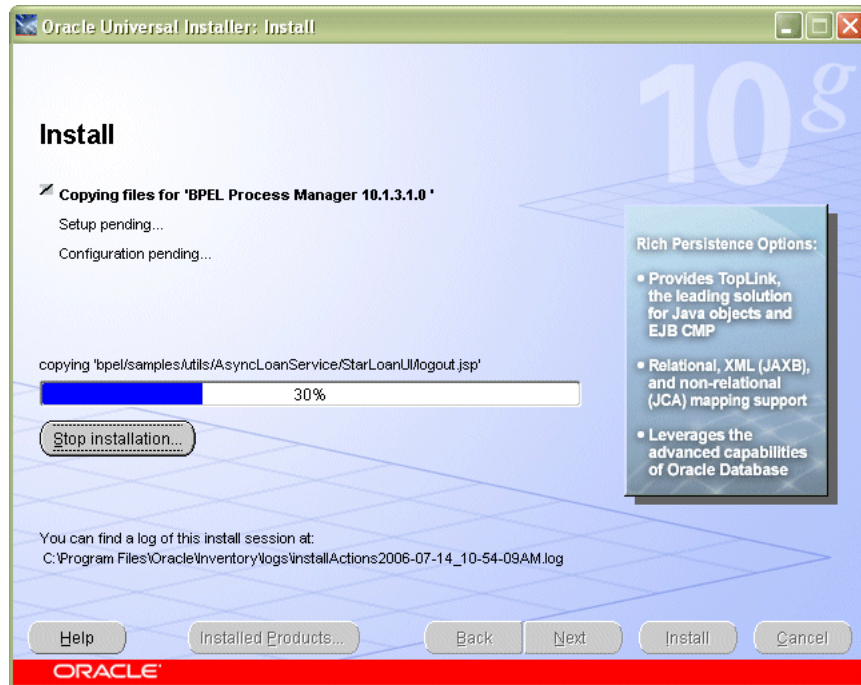 Oracle Universal Installer: Install
10g
Install
Copying files for 'BPEL Process Manager 10.1.3.1.0 '
Setup pending...
Configuration pending...
Rich Persistence Options:
• Provides TopLink,
the leading solution
for Java objects and
EJB CMP
• Relational, XML (JAXB),
and non-relational
(JCA) mapping support
• Leverages the
advanced capabilities
of Oracle Database
copying 'bpel/samples/utils/AsyncLoanService/StarLoanUI/logout.jsp'
30%
Stop installation...
You can find a log of this install session at:
C:\Program Files\Oracle\Inventory\logs\installActions2006-07-14_10-54-09AM.log
Help
Installed Products...
Back
Next
Install
Cancel
ORACLE